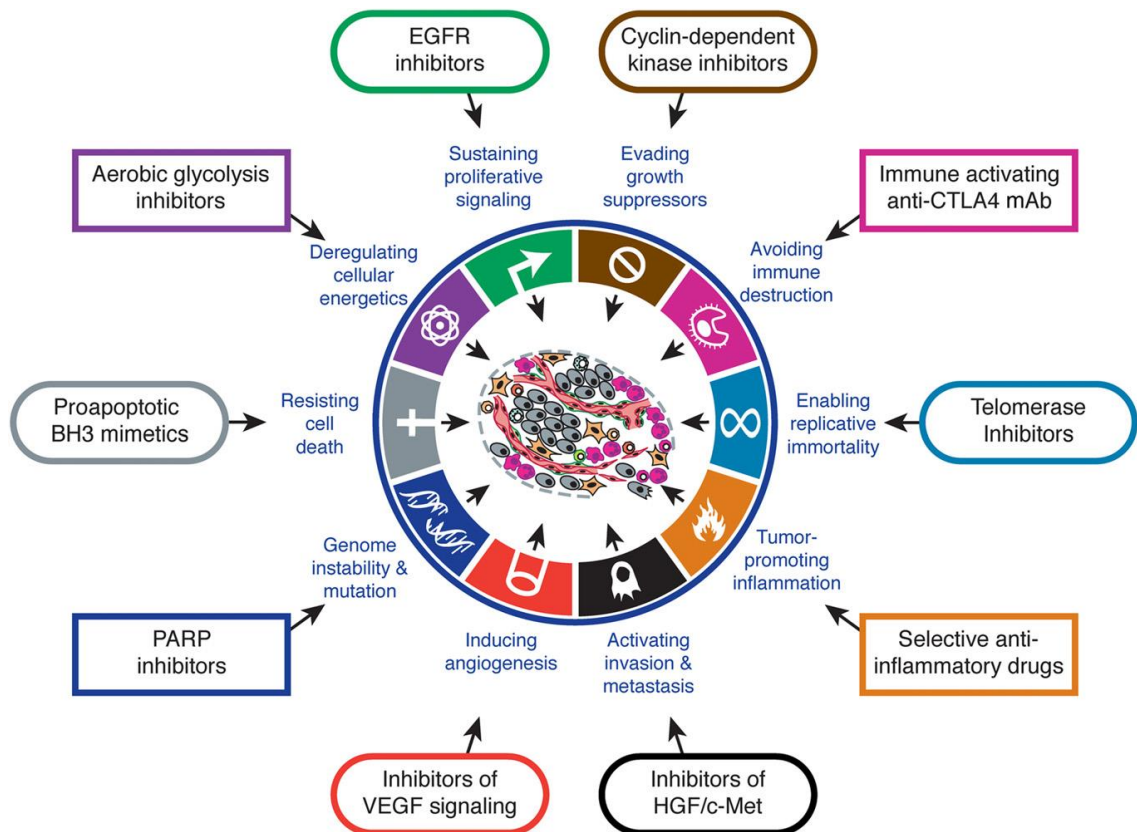 EGFR
inhibitors
Cyclin-dependent
kinase inhibitors
Sustaining
proliferative
signaling
Evading
growth
suppressors
Aerobic glycolysis
inhibitors
Immune activating
anti-CTLA4 mAb
Deregulating
cellular
energetics
Avoiding
immune
destruction
Proapoptotic
BH3 mimetics
Resisting
cell
death
Enabling
replicative
immortality
Telomerase
Inhibitors
Genome
instability &
mutation
Tumor-
promoting
inflammation
PARP
inhibitors
Inducing
angiogenesis
Activating
invasion &
metastasis
Selective anti-
inflammatory drugs
Inhibitors of
VEGF signaling
Inhibitors of
HGF/c-Met